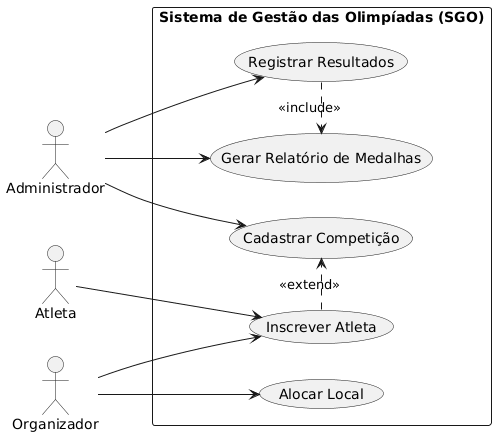 Sistema de Gestão das Olimpíadas (SGO)
Registrar Resultados
«include»
Gerar Relatório de Medalhas
Administrador
Cadastrar Competição
«extend»
Atleta
Inscrever Atleta
Alocar Local
Organizador